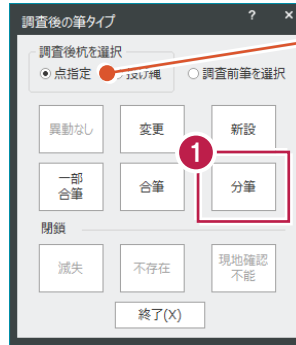 調査後の筆タイプ ? ×
調査後杭を選択
点指定 投げ縄 調査前筆を選択
異動なし 変更 新設
1
一部
合筆 合筆 分筆
閉鎖
滅失 不存在 現地確認
不能
終了(X)